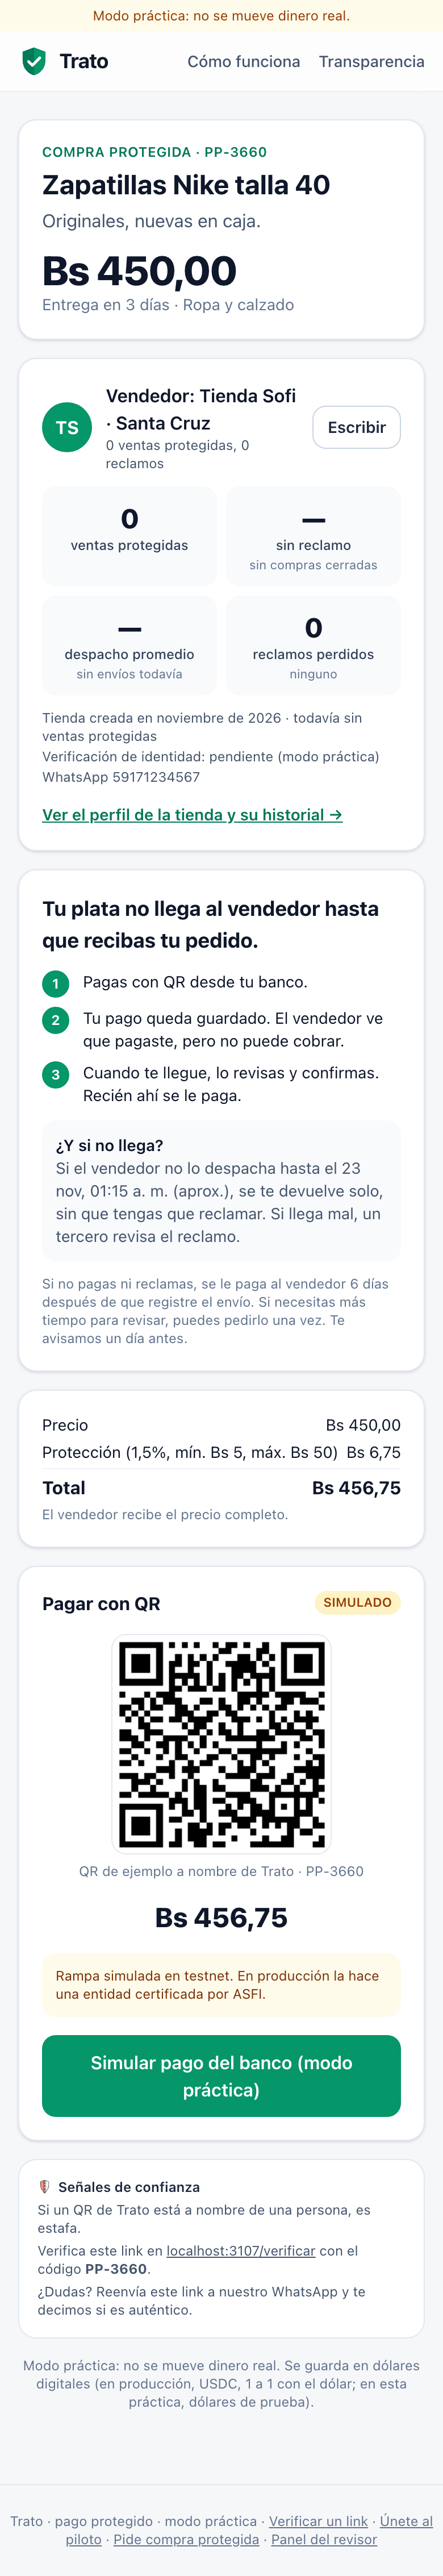 Modo práctica: no se mueve dinero real.
Trato
Cómo funciona
Transparencia
COMPRA PROTEGIDA · PP-3660
Zapatillas Nike talla 40
Originales, nuevas en caja.
Bs 450,00
Entrega en 3 días · Ropa y calzado
TS
Vendedor: Tienda Sofi
· Santa Cruz
0 ventas protegidas, 0
reclamos
Escribir
0
ventas protegidas
—
sin reclamo
sin compras cerradas
—
despacho promedio
sin envíos todavía
0
reclamos perdidos
ninguno
Tienda creada en noviembre de 2026 · todavía sin
ventas protegidas
Verificación de identidad: pendiente (modo práctica)
WhatsApp 59171234567
Ver el perfil de la tienda y su historial →
Tu plata no llega al vendedor hasta
que recibas tu pedido.
1 Pagas con QR desde tu banco.
2 Tu pago queda guardado. El vendedor ve
que pagaste, pero no puede cobrar.
3 Cuando te llegue, lo revisas y confirmas.
Recién ahí se le paga.
¿Y si no llega?
Si el vendedor no lo despacha hasta el 23
nov, 01:15 a. m. (aprox.), se te devuelve solo,
sin que tengas que reclamar. Si llega mal, un
tercero revisa el reclamo.
Si no pagas ni reclamas, se le paga al vendedor 6 días
después de que registre el envío. Si necesitas más
tiempo para revisar, puedes pedirlo una vez. Te
avisamos un día antes.
Precio Bs 450,00
Protección (1,5%, mín. Bs 5, máx. Bs 50) Bs 6,75
Total Bs 456,75
El vendedor recibe el precio completo.
Pagar con QR
SIMULADO
QR de ejemplo a nombre de Trato · PP-3660
Bs 456,75
Rampa simulada en testnet. En producción la hace
una entidad certificada por ASFI.
Simular pago del banco (modo
práctica)
Señales de confianza
Si un QR de Trato está a nombre de una persona, es
estafa.
Verifica este link en localhost:3107/verificar con el
código PP-3660.
¿Dudas? Reenvía este link a nuestro WhatsApp y te
decimos si es auténtico.
Modo práctica: no se mueve dinero real. Se guarda en dólares
digitales (en producción, USDC, 1 a 1 con el dólar; en esta
práctica, dólares de prueba).
Trato · pago protegido · modo práctica · Verificar un link · Únete al
piloto · Pide compra protegida · Panel del revisor